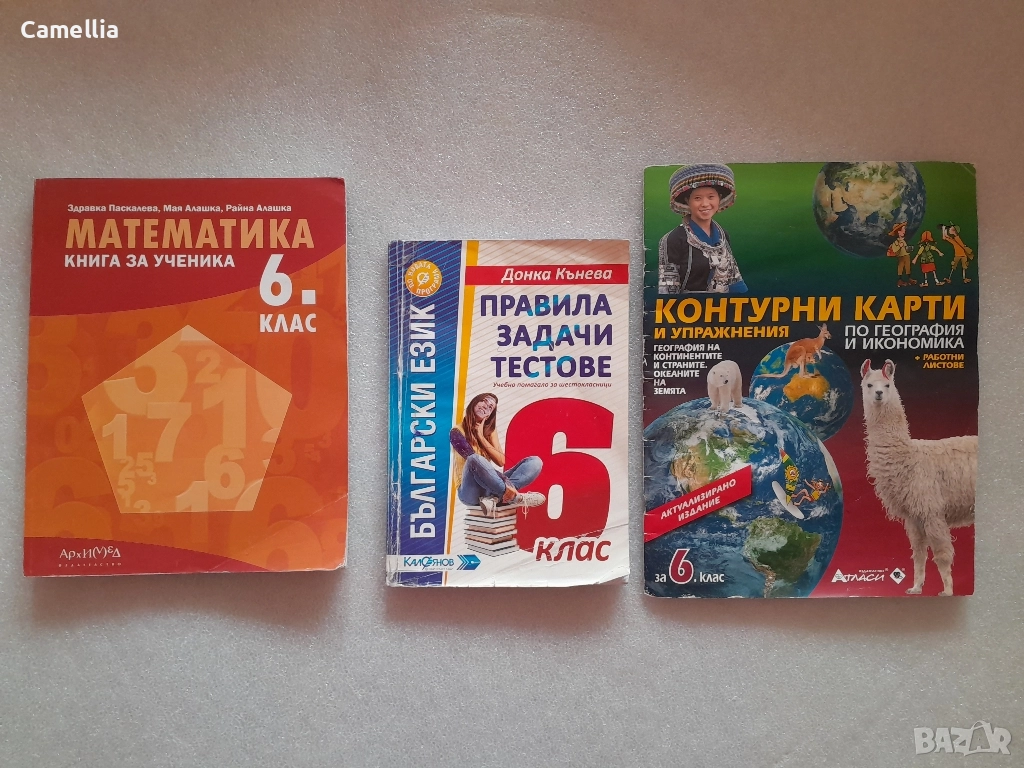 Camellia
Здравка Паскалева, Мая Алашка, Райна Алашка
МАТЕМАТИКА
КНИГА ЗА УЧЕНИКА
6.
КЛАС
АрхИМеД
ИЗДАТЕЛСТВО
БЪЛГАРСКИ ЕЗИК
Донка Кънева
ПРАВИЛА
ЗАДАЧИ
ТЕСТОВЕ
Учебно помагало за шестокласници
6
КЛАС
КОНТУРНИ КАРТИ
И УПРАЖНЕНИЯ
ПО ГЕОГРАФИЯ
И ИКОНОМИКА
ГЕОГРАФИЯ НА
КОНТИНЕНТИТЕ
И СТРАНИТЕ.
ОКЕАНИТЕ
НА
ЗЕМЯТА
+ РАБОТНИ
ЛИСТОВЕ
АКТУАЛИЗИРАНО
ИЗДАНИЕ
за 6. клас
АТЛАСИ
BAZAR